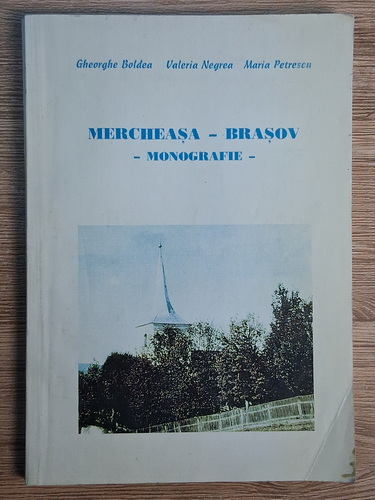 Gheorghe Boldea Valeria Negrea Maria Petrescu
MERCHEAȘA – BRAȘOV
– MONOGRAFIE –